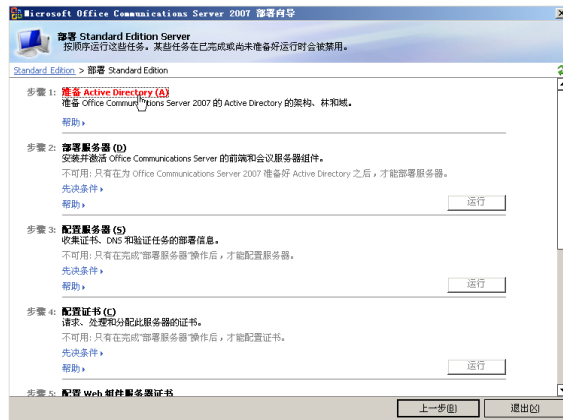 Microsoft Office Communications Server 2007 部署向导
部署 Standard Edition Server
按顺序运行这些任务。某些任务在已完成或尚未准备好运行时会被禁用。
Standard Edition > 部署 Standard Edition
步骤 1: 准备 Active Directory (A)
准备 Office Communications Server 2007 的 Active Directory 的架构、林和域。
帮助
步骤 2: 部署服务器 (D)
安装并激活 Office Communications Server 的前端和会议服务器组件。
不可用: 只有在为 Office Communications Server 2007 准备好 Active Directory 之后，才能部署服务器。
先决条件
帮助
运行
步骤 3: 配置服务器 (S)
收集证书、DNS 和验证任务的部署信息。
不可用: 只有在完成"部署服务器"操作后，才能配置服务器。
先决条件
帮助
运行
步骤 4: 配置证书 (C)
请求、处理和分配此服务器的证书。
不可用: 只有在完成"部署服务器"操作后，才能配置证书。
先决条件
帮助
运行
步骤 5: 配置 Web 组件服务器证书
上一步(B) 退出(X)